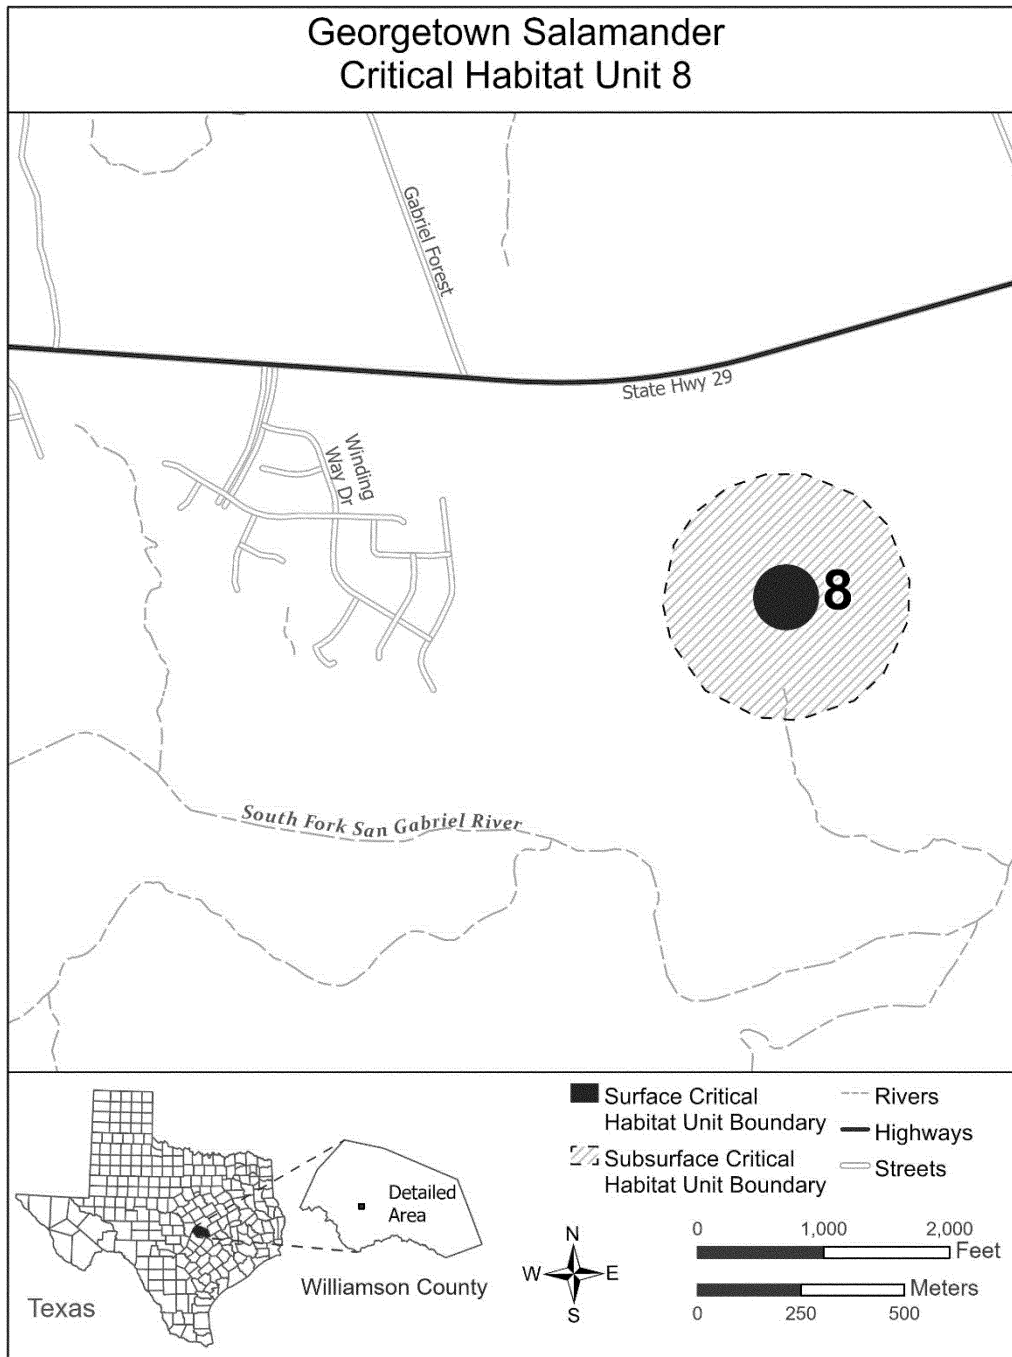 Georgetown Salamander
Critical Habitat Unit 8
Gabriel Forest
State Hwy 29
Winding
Way Dr
8
South Fork San Gabriel River
Surface Critical
Habitat Unit Boundary
Subsurface Critical
Habitat Unit Boundary
Rivers
Highways
Streets
Detailed
Area
Williamson County
Texas
N
W E
S
0 1,000 2,000
Feet
Meters
0 250 500